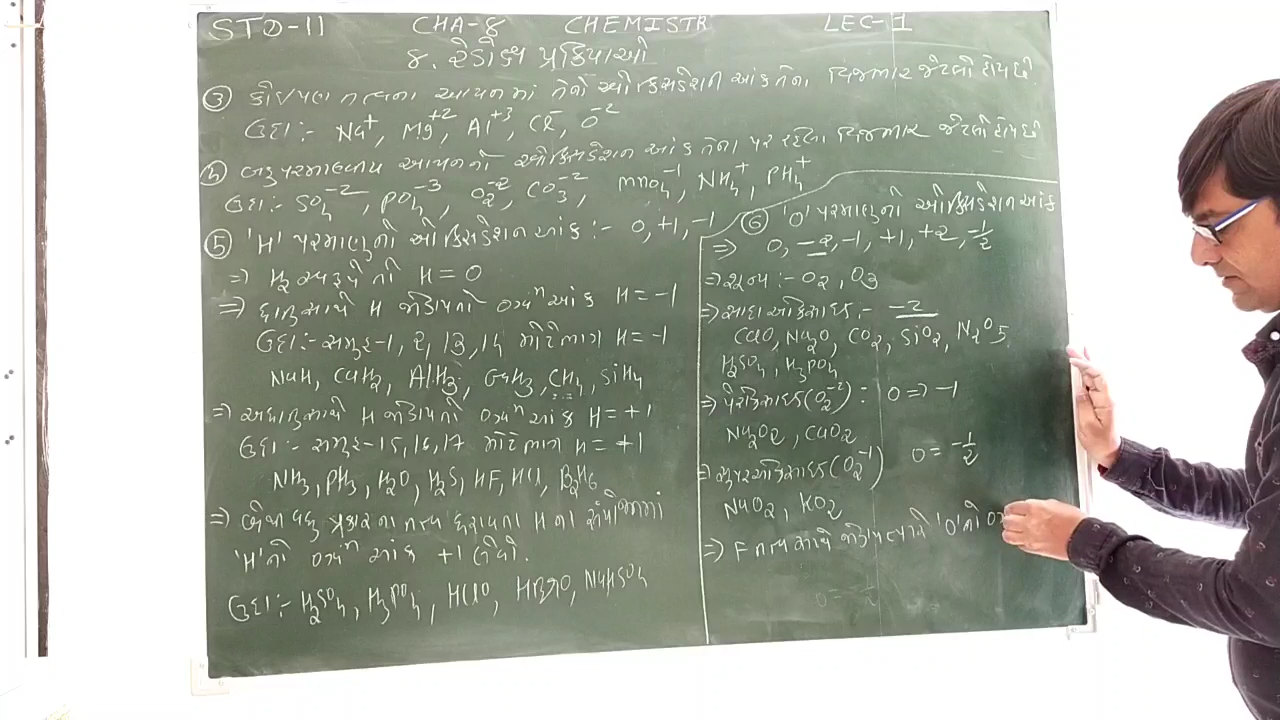 STD-11 CHA-8 CHEMISTR LEC-1
૮. રેડોક્ષ પ્રક્રિયાઓ
③ કોઈપણ તત્વના આયનમાં તેનો ઓક્સિડેશન આંક તેના વિજભાર જેટલો હોય છે.
ઉદા:- Na⁺, Mg⁺², Al⁺³, Cl⁻, O⁻²
④ બહુપરમાણ્વીય આયનનો ઓક્સિડેશન આંક તેના પર રહેલા વિજભાર જેટલો હોય છે
ઉદા:- SO₄⁻², PO₄⁻³, O₂⁻², CO₃⁻², MnO₄⁻¹, NH₄⁺, PH₄⁺
⑤ 'H' પરમાણુનો ઓક્સિડેશન આંક :- 0, +1, -1
⇒ H₂ સ્વરૂપે તો H = 0
⇒ ધાતુ સાથે H જોડાય તો Oxiⁿ આંક H = -1
ઉદા:- સમુહ-1, 2, 13, 14 માટે H = -1
NaH, CaH₂, AlH₃, GaH₃, CH₄, SiH₄
⇒ અધાતુ સાથે H જોડાય તો Oxiⁿ આંક H = +1
ઉદા:- સમુહ-15, 16, 17 માટે H = +1
NH₃, PH₃, H₂O, H₂S, HF, HCl, B₂H₆
⇒ બે થી વધુ પ્રકારના તત્વ ધરાવતા H ના સંયોજનમાં
'H' નો Oxiⁿ આંક +1 લેવો.
ઉદા:- H₂SO₄, H₃PO₄, HClO, HBrO, NaHSO₄
⑥ 'O' પરમાણુનો ઓક્સિડેશન આંક
⇒ 0, -2, -1, +1, +2, -1/2
⇒ શૂન્ય :- O₂, O₃
⇒ સાદા ઓક્સાઈડ :- -2
CaO, Na₂O, CO₂, SiO₂, N₂O₅
H₂SO₄, H₃PO₄
⇒ પેરોક્સાઈડ (O₂⁻²) : O ⇒ -1
Na₂O₂, CaO₂
⇒ સુપર ઓક્સાઈડ (O₂⁻¹) O = -1/2
NaO₂, KO₂
⇒ F તત્વ સાથે જોડાય ત્યારે 'O' નો